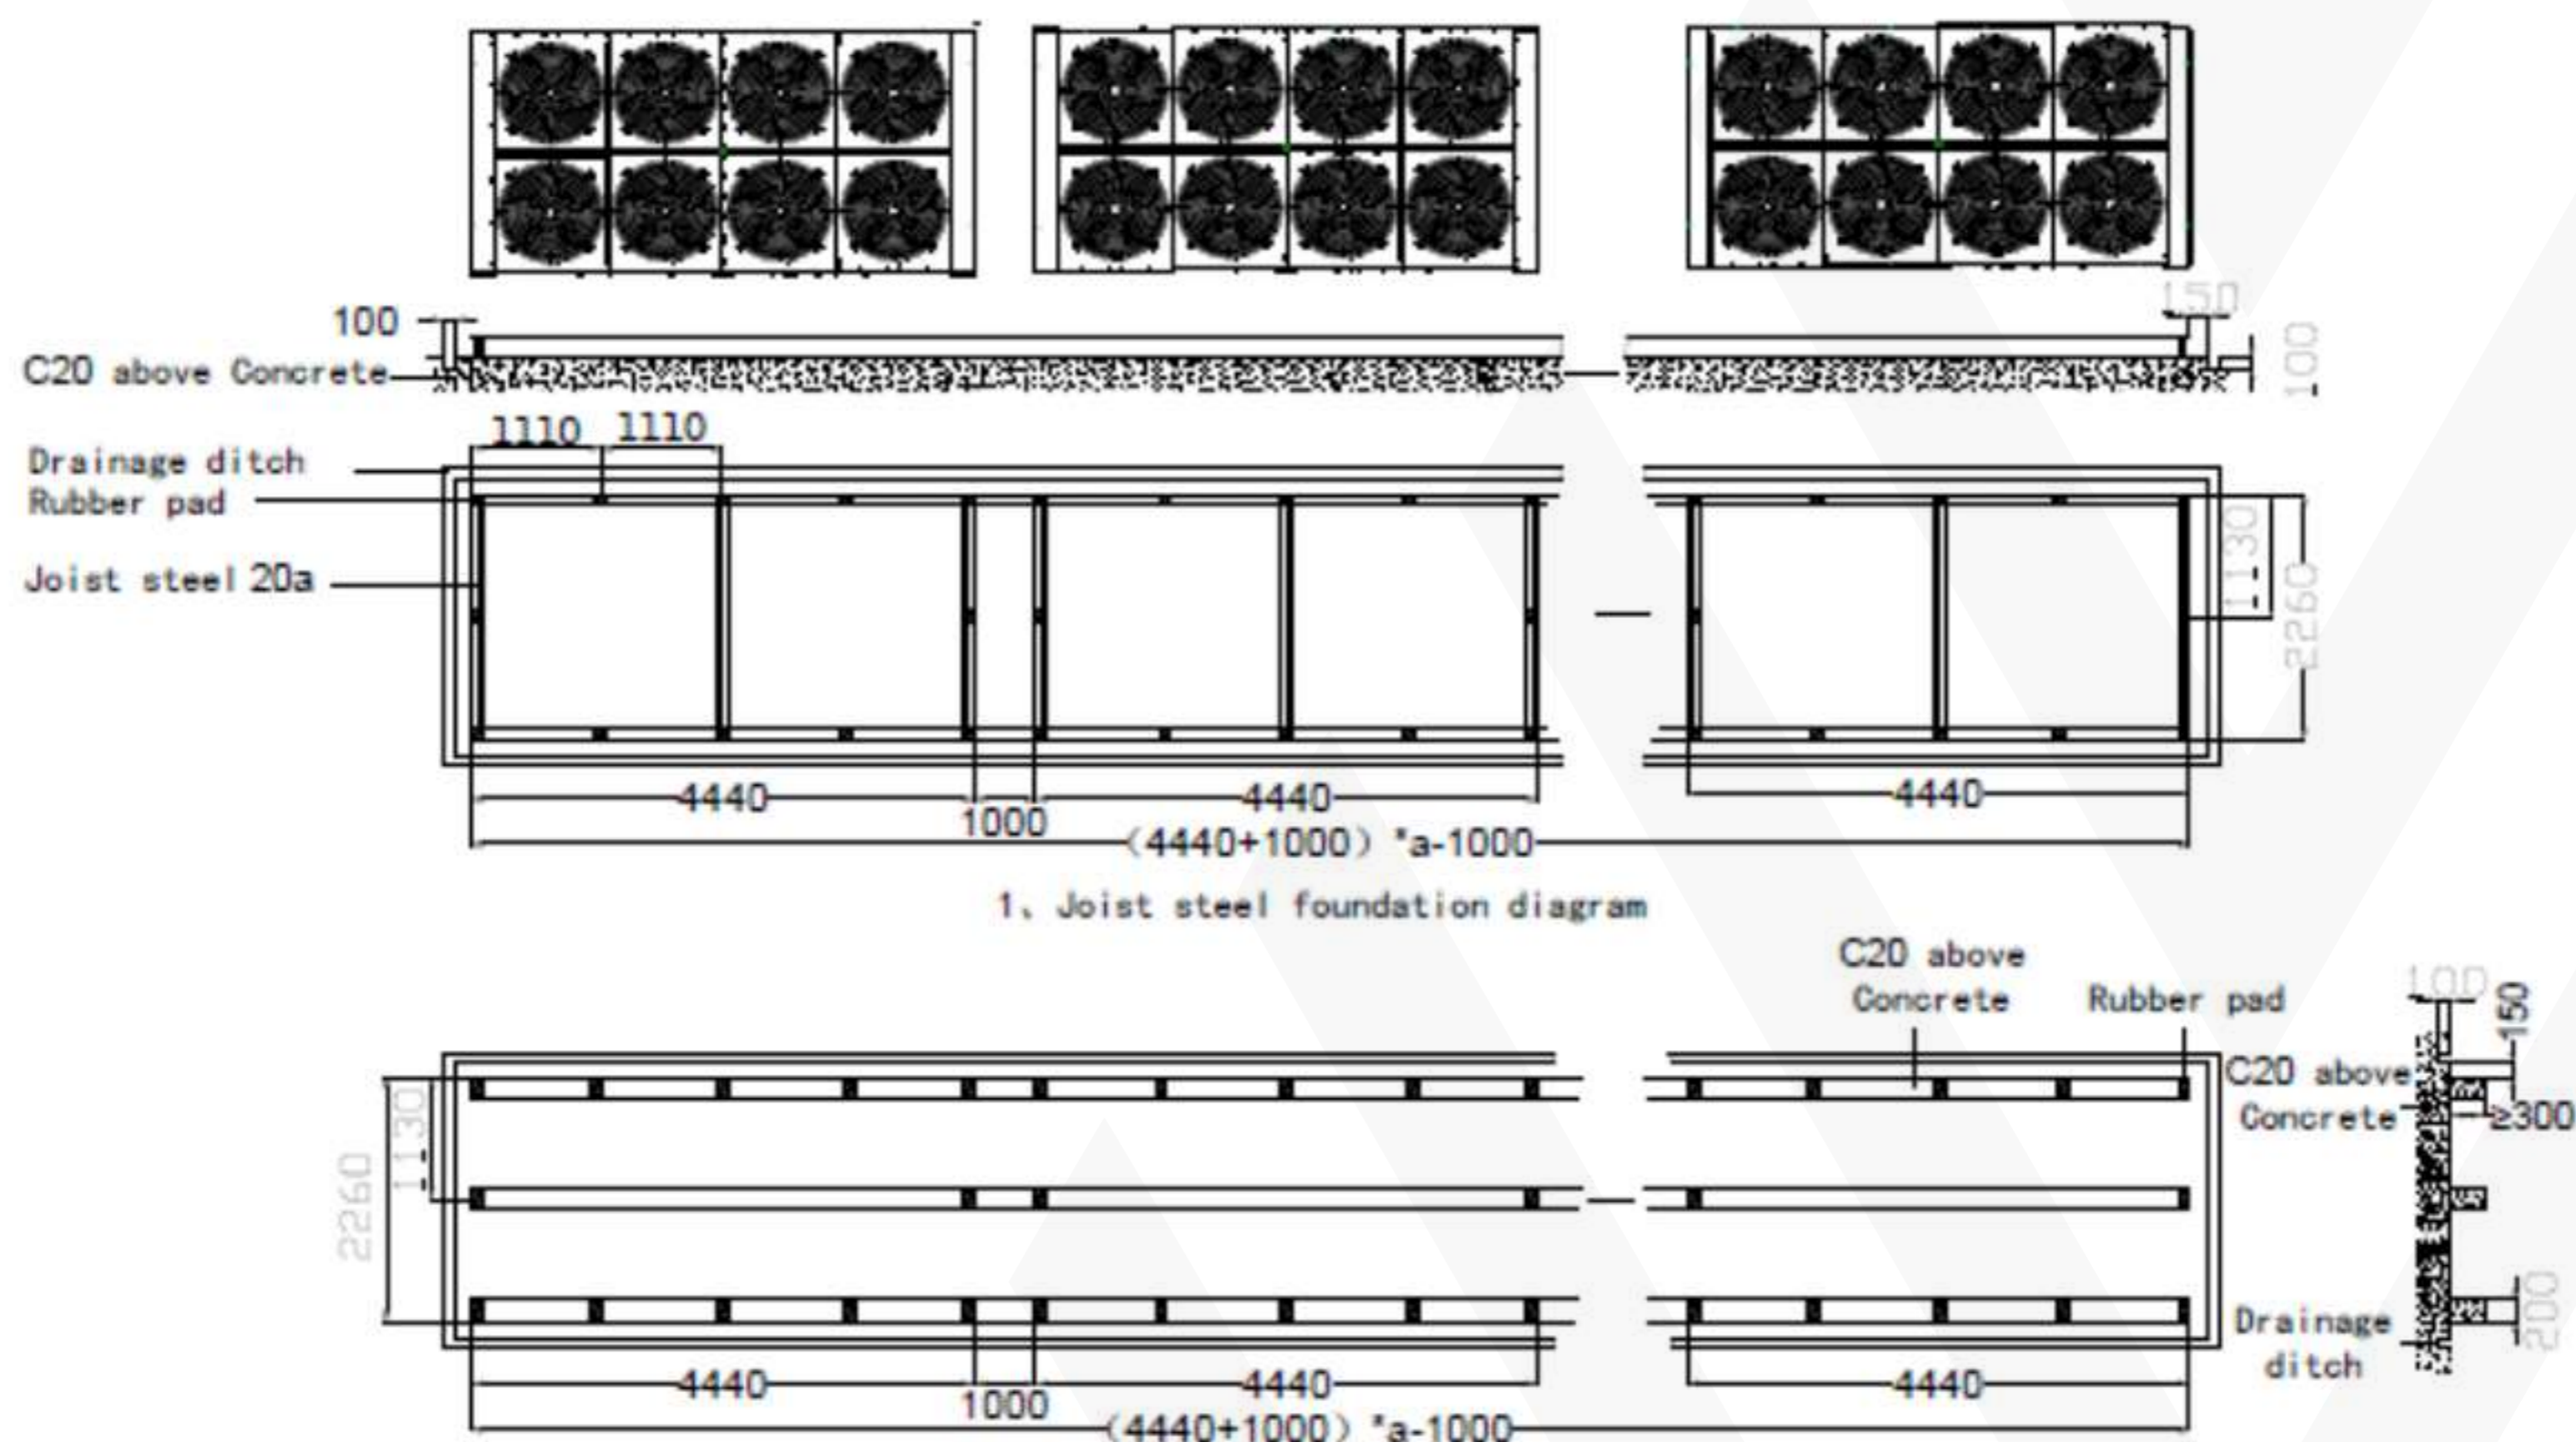 100
150
C20 above Concrete
100
1110
1110
Drainage ditch
Rubber pad
Joist steel 20a
1130
2260
4440
1000
4440
4440
(4440+1000) *a-1000
1、Joist steel foundation diagram
C20 above
Concrete
Rubber pad
100
150
C20 above
Concrete
≥300
1130
2260
Drainage
ditch
200
4440
1000
4440
4440
(4440+1000) *a-1000